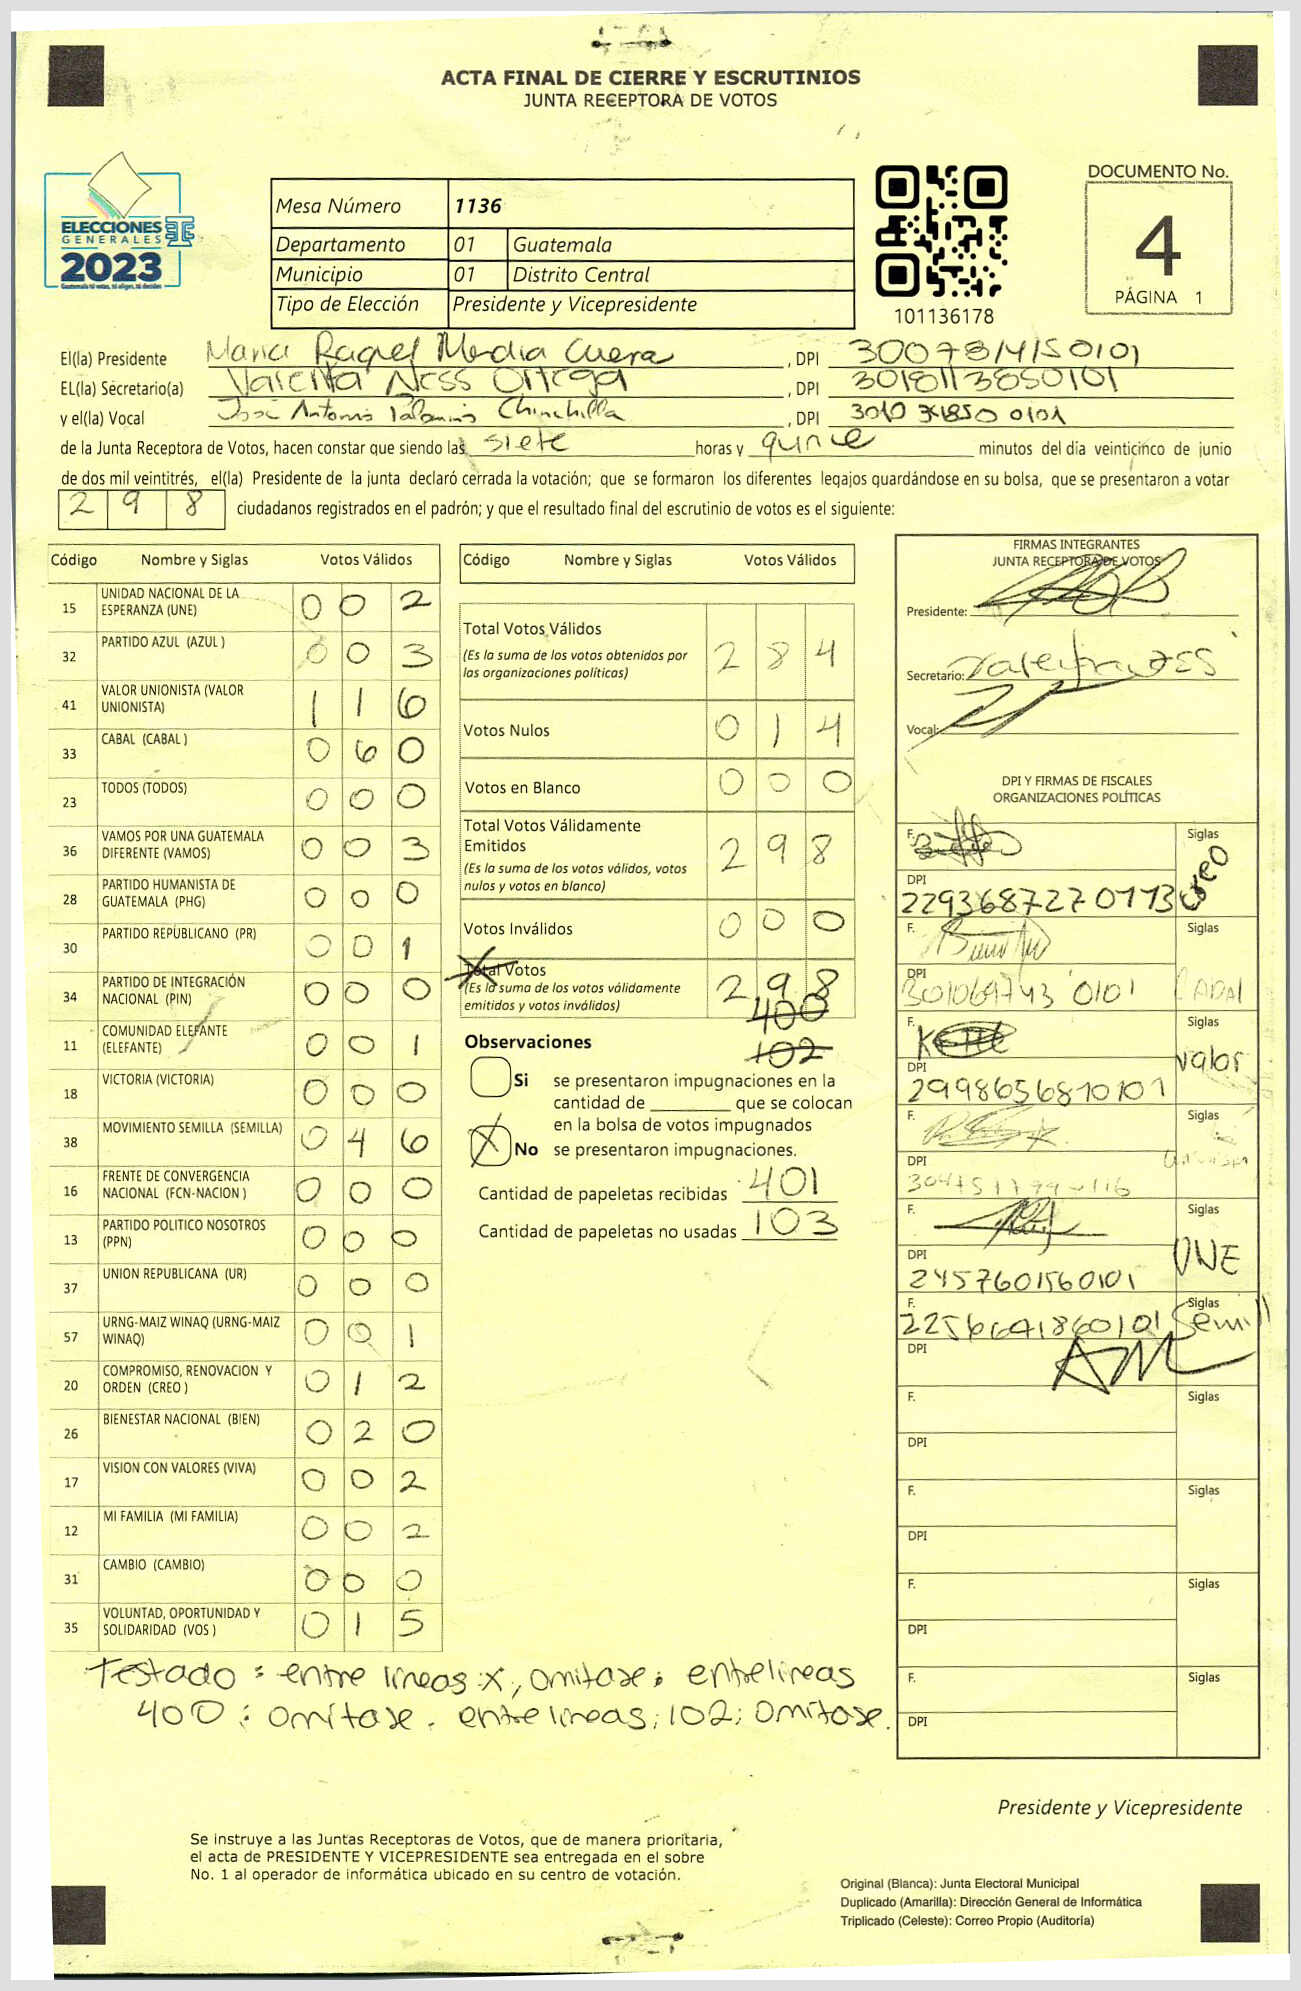 ACTA FINAL DE CIERRE Y ESCRUTINIOS
JUNTA RECEPTORA DE VOTOS
ELECCIONES
GENERALES
2023
Guatemala tú votas, tú eliges, tú decides
Mesa Número 1136
Departamento 01 Guatemala
Municipio 01 Distrito Central
Tipo de Elección Presidente y Vicepresidente
101136178
DOCUMENTO No.
4
PÁGINA 1
El(la) Presidente Maria Raquel Media Cuera, DPI
EL(la) Secretario(a) Valentta Ness Ortega, DPI 3018113850101
y el(la) Vocal José Antonio Palomino Chinchilla, DPI
de la Junta Receptora de Votos, hacen constar que siendo las siete horas y quince minutos del día veinticinco de junio
de dos mil veintitrés, el(la) Presidente de la junta declaró cerrada la votación; que se formaron los diferentes legajos guardándose en su bolsa, que se presentaron a votar
298 ciudadanos registrados en el padrón; y que el resultado final del escrutinio de votos es el siguiente:
Código Nombre y Siglas Votos Válidos
15 UNIDAD NACIONAL DE LA ESPERANZA (UNE) 0 0 2
32 PARTIDO AZUL (AZUL ) 0 0 3
41 VALOR UNIONISTA (VALOR UNIONISTA) 1 1 6
33 CABAL (CABAL ) 0 6 0
23 TODOS (TODOS) 0 0 0
36 VAMOS POR UNA GUATEMALA DIFERENTE (VAMOS) 0 0 3
28 PARTIDO HUMANISTA DE GUATEMALA (PHG) 0 0 0
30 PARTIDO REPUBLICANO (PR) 0 0 1
34 PARTIDO DE INTEGRACIÓN NACIONAL (PIN) 0 0 0
11 COMUNIDAD ELEFANTE (ELEFANTE) 0 0 1
18 VICTORIA (VICTORIA) 0 0 0
38 MOVIMIENTO SEMILLA (SEMILLA) 0 4 6
16 FRENTE DE CONVERGENCIA NACIONAL (FCN-NACION ) 0 0 0
13 PARTIDO POLITICO NOSOTROS (PPN) 0 0 0
37 UNION REPUBLICANA (UR) 0 0 0
57 URNG-MAIZ WINAQ (URNG-MAIZ WINAQ) 0 0 1
20 COMPROMISO, RENOVACION Y ORDEN (CREO ) 0 1 2
26 BIENESTAR NACIONAL (BIEN) 0 2 0
17 VISION CON VALORES (VIVA) 0 0 2
12 MI FAMILIA (MI FAMILIA) 0 0 2
31 CAMBIO (CAMBIO) 0 0 0
35 VOLUNTAD, OPORTUNIDAD Y SOLIDARIDAD (VOS ) 0 1 5
Código Nombre y Siglas Votos Válidos
Total Votos Válidos 2 8 4
(Es la suma de los votos obtenidos por
las organizaciones políticas)
Votos Nulos 0 1 4
Votos en Blanco 0 0 0
Total Votos Válidamente
Emitidos 2 9 8
(Es la suma de los votos válidos, votos
nulos y votos en blanco)
Votos Inválidos 0 0 0
Total Votos 2 9 8
(Es la suma de los votos válidamente
emitidos y votos inválidos)
400
102
Observaciones
Si se presentaron impugnaciones en la
cantidad de ________ que se colocan
en la bolsa de votos impugnados
X No se presentaron impugnaciones.
Cantidad de papeletas recibidas 401
Cantidad de papeletas no usadas 103
FIRMAS INTEGRANTES
JUNTA RECEPTORA DE VOTOS
Presidente:
Secretario:
Vocal:
DPI Y FIRMAS DE FISCALES
ORGANIZACIONES POLÍTICAS
F. Siglas
DPI 2293687270113 Creo
F. Siglas
DPI
F. Siglas
DPI 2998656810101 valor
F. Siglas
DPI
F. Siglas
DPI 2457601560101 UNE
F. 2256641860101 Siglas Semill
DPI
F. Siglas
DPI
F. Siglas
DPI
F. Siglas
DPI
F. Siglas
DPI
Testado: entre lineas x, omitase; entrelineas
400: omitase. entrelineas; 102; omitase.
Presidente y Vicepresidente
Se instruye a las Juntas Receptoras de Votos, que de manera prioritaria,
el acta de PRESIDENTE Y VICEPRESIDENTE sea entregada en el sobre
No. 1 al operador de informática ubicado en su centro de votación.
Original (Blanca): Junta Electoral Municipal
Duplicado (Amarilla): Dirección General de Informática
Triplicado (Celeste): Correo Propio (Auditoría)